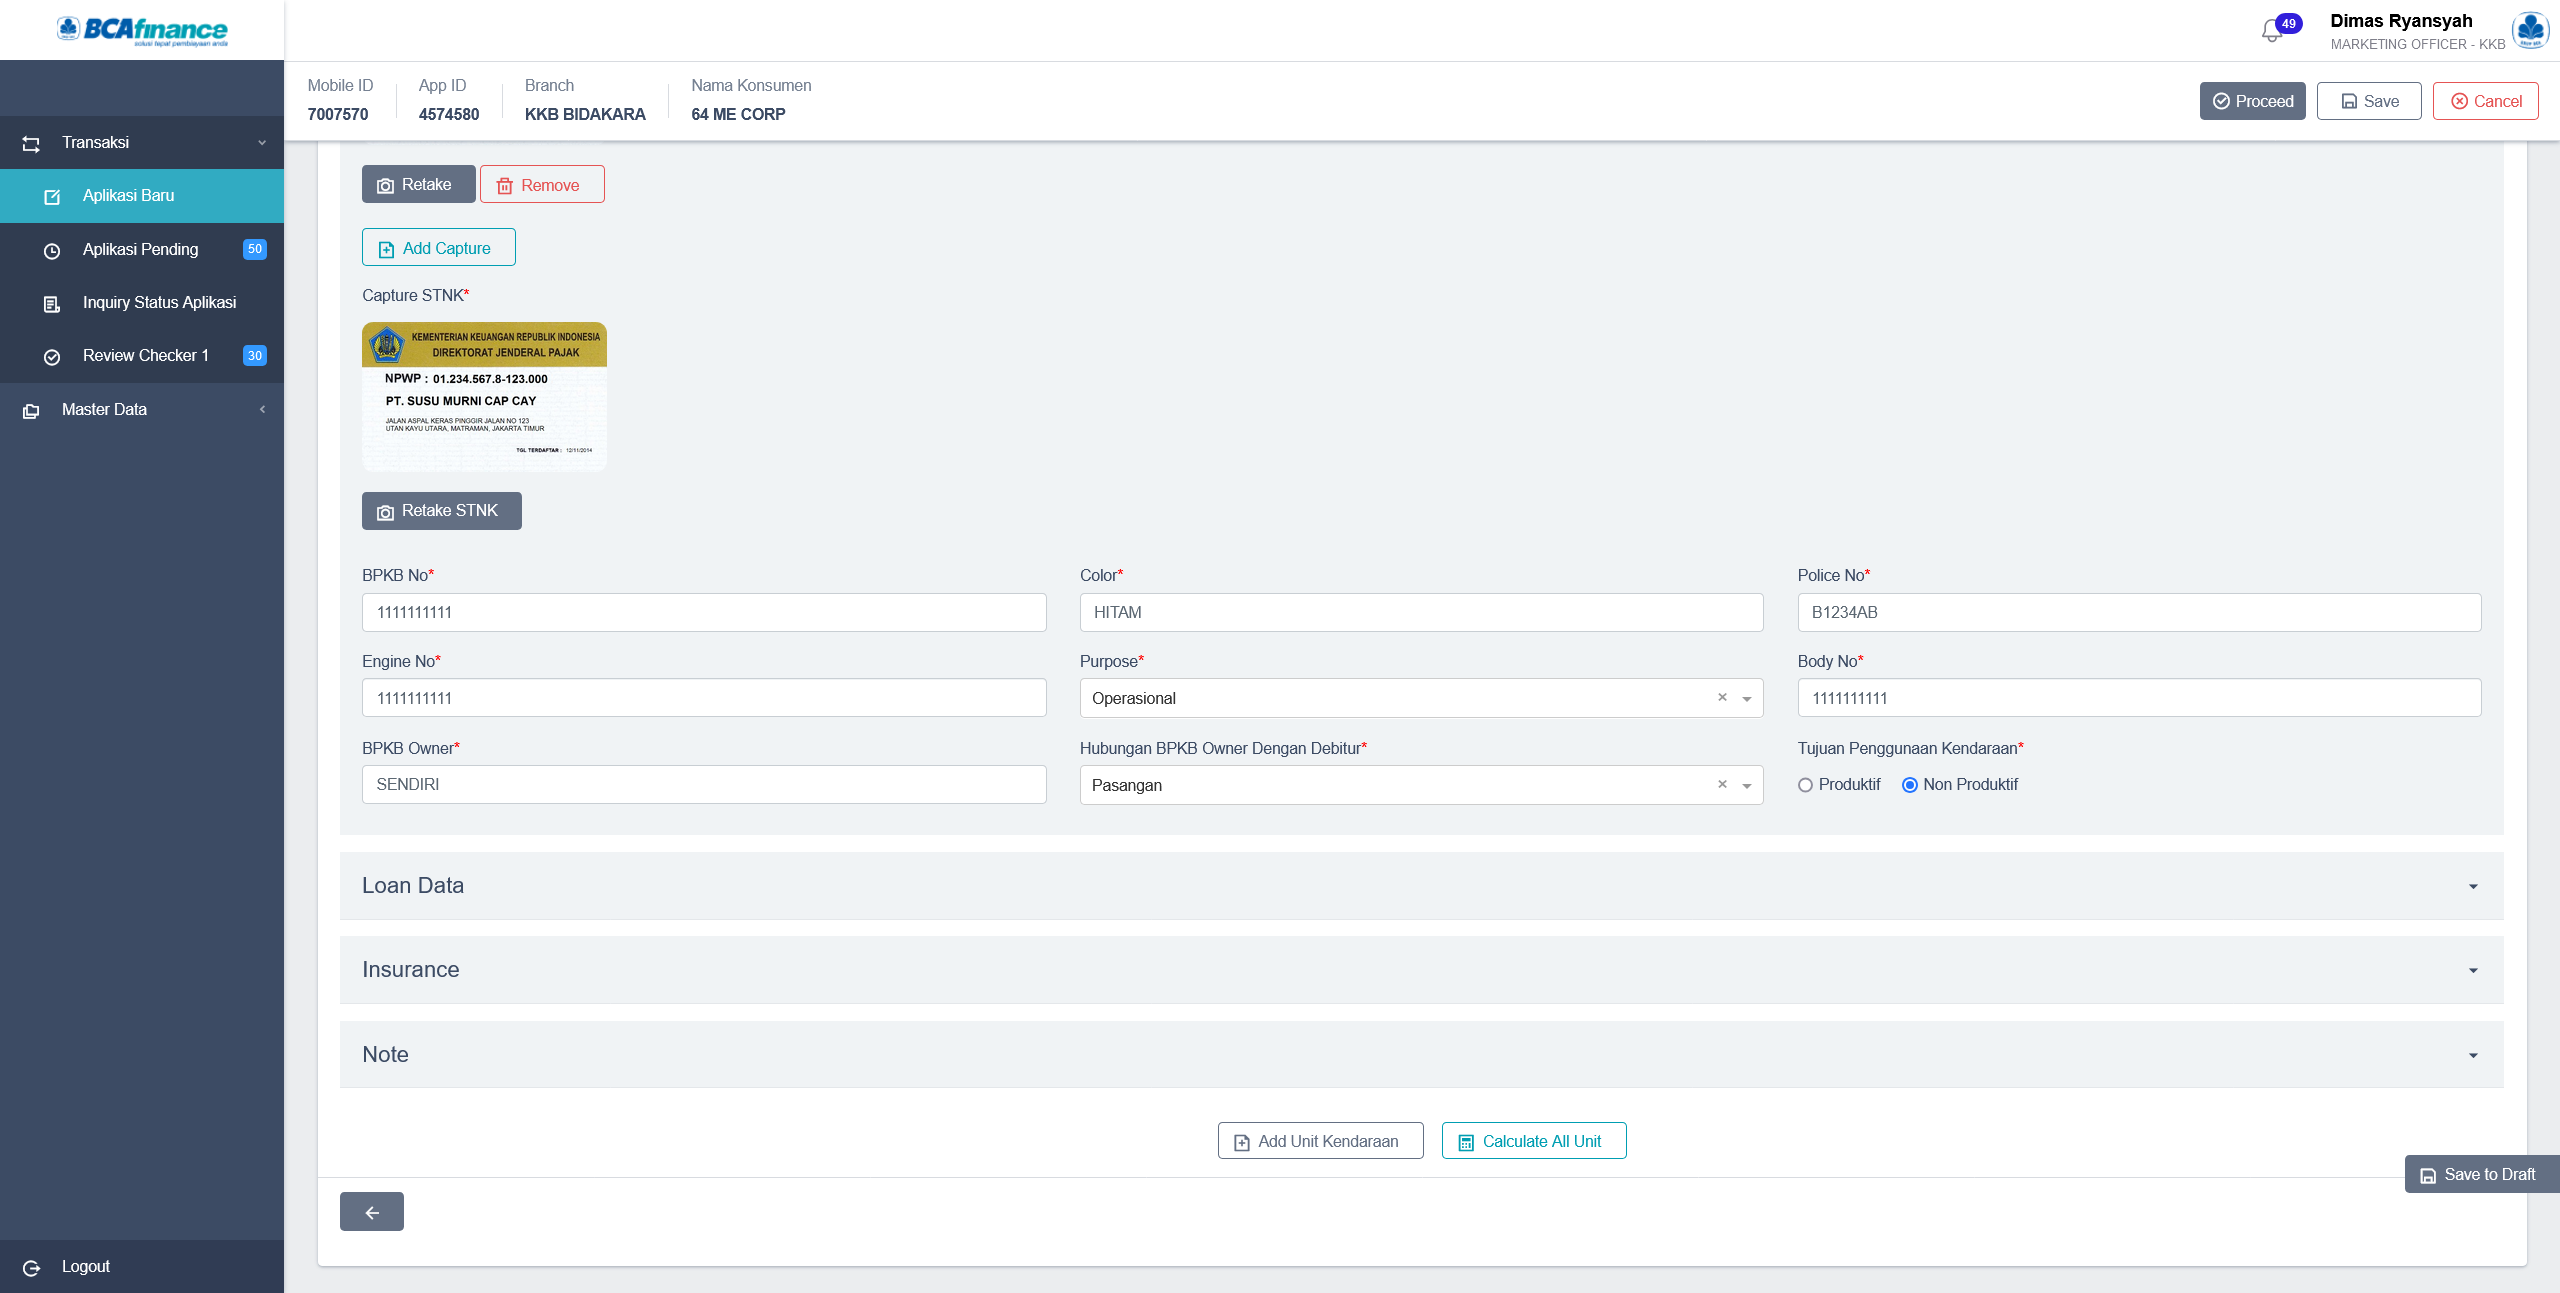 BCAfinance
solusi tepat pembiayaan anda
49
Dimas Ryansyah
MARKETING OFFICER - KKB
Mobile ID
7007570
App ID
4574580
Branch
KKB BIDAKARA
Nama Konsumen
64 ME CORP
Proceed
Save
Cancel
Transaksi
Aplikasi Baru
Aplikasi Pending 50
Inquiry Status Aplikasi
Review Checker 1 30
Master Data
Logout
Retake
Remove
Add Capture
Capture STNK*
KEMENTERIAN KEUANGAN REPUBLIK INDONESIA
DIREKTORAT JENDERAL PAJAK
NPWP : 01.234.567.8-123.000
PT. SUSU MURNI CAP CAY
JALAN ASPAL KERAS PINGGIR JALAN NO 123
UTAN KAYU UTARA, MATRAMAN, JAKARTA TIMUR
TGL TERDAFTAR : 12/11/2014
Retake STNK
BPKB No*
1111111111
Color*
HITAM
Police No*
B1234AB
Engine No*
1111111111
Purpose*
Operasional
Body No*
1111111111
BPKB Owner*
SENDIRI
Hubungan BPKB Owner Dengan Debitur*
Pasangan
Tujuan Penggunaan Kendaraan*
Produktif Non Produktif
Loan Data
Insurance
Note
Add Unit Kendaraan
Calculate All Unit
Save to Draft